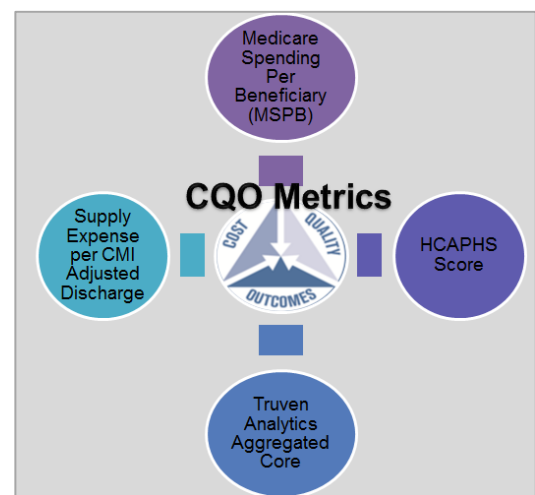 Medicare
Spending
Per
Beneficiary
(MSPB)
CQO Metrics
Supply
Expense
per CMI
Adjusted
Discharge
COST
QUALITY
OUTCOMES
HCAPHS
Score
Truven
Analytics
Aggregated
Core